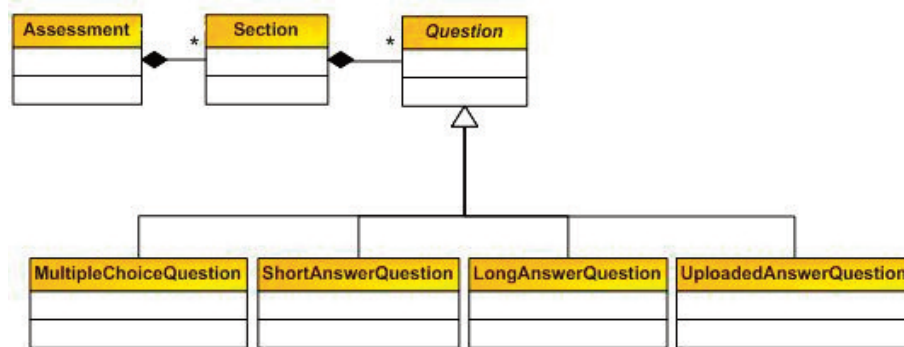 Assessment
Section
Question
*
*
MultipleChoiceQuestion
ShortAnswerQuestion
LongAnswerQuestion
UploadedAnswerQuestion